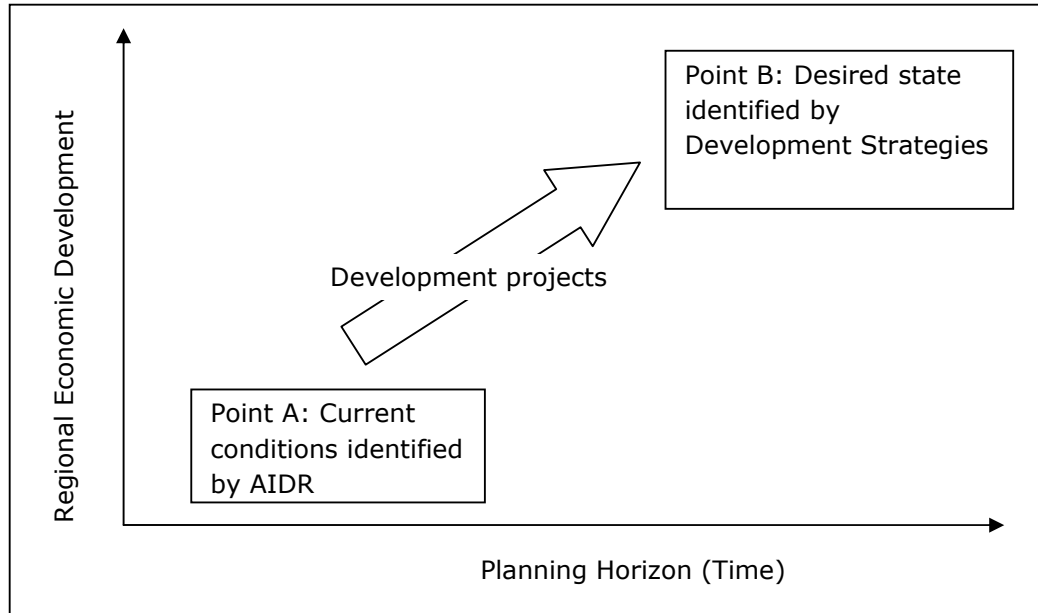 Regional Economic Development
Point B: Desired state
identified by
Development Strategies
Development projects
Point A: Current
conditions identified
by AIDR
Planning Horizon (Time)